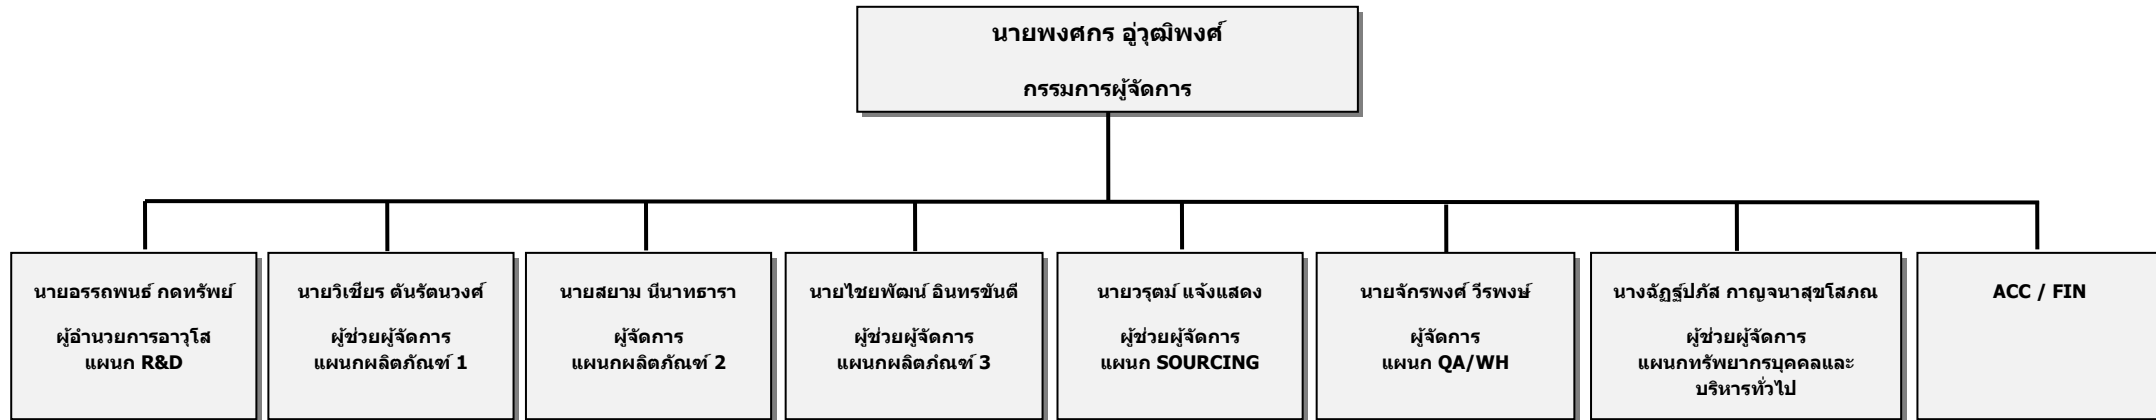 นายพงศกร อู่วุฒิพงศ์
กรรมการผู้จัดการ
นายอรรถพนธ์ กดทรัพย์
ผู้อำนวยการอาวุโส
แผนก R&D
นายวิเชียร ตันรัตนวงศ์
ผู้ช่วยผู้จัดการ
แผนกผลิตภัณฑ์ 1
นายสยาม นีนาทธารา
ผู้จัดการ
แผนกผลิตภัณฑ์ 2
นายไชยพัฒน์ อินทรขันตี
ผู้ช่วยผู้จัดการ
แผนกผลิตภํณฑ์ 3
นายวรุตม์ แจ้งแสดง
ผู้ช่วยผู้จัดการ
แผนก SOURCING
นายจักรพงศ์ วีรพงษ์
ผู้จัดการ
แผนก QA/WH
นางฉัฏฐ์ปภัส กาญจนาสุขโสภณ
ผู้ช่วยผู้จัดการ
แผนกทรัพยากรบุคคลและ
บริหารทั่วไป
ACC / FIN